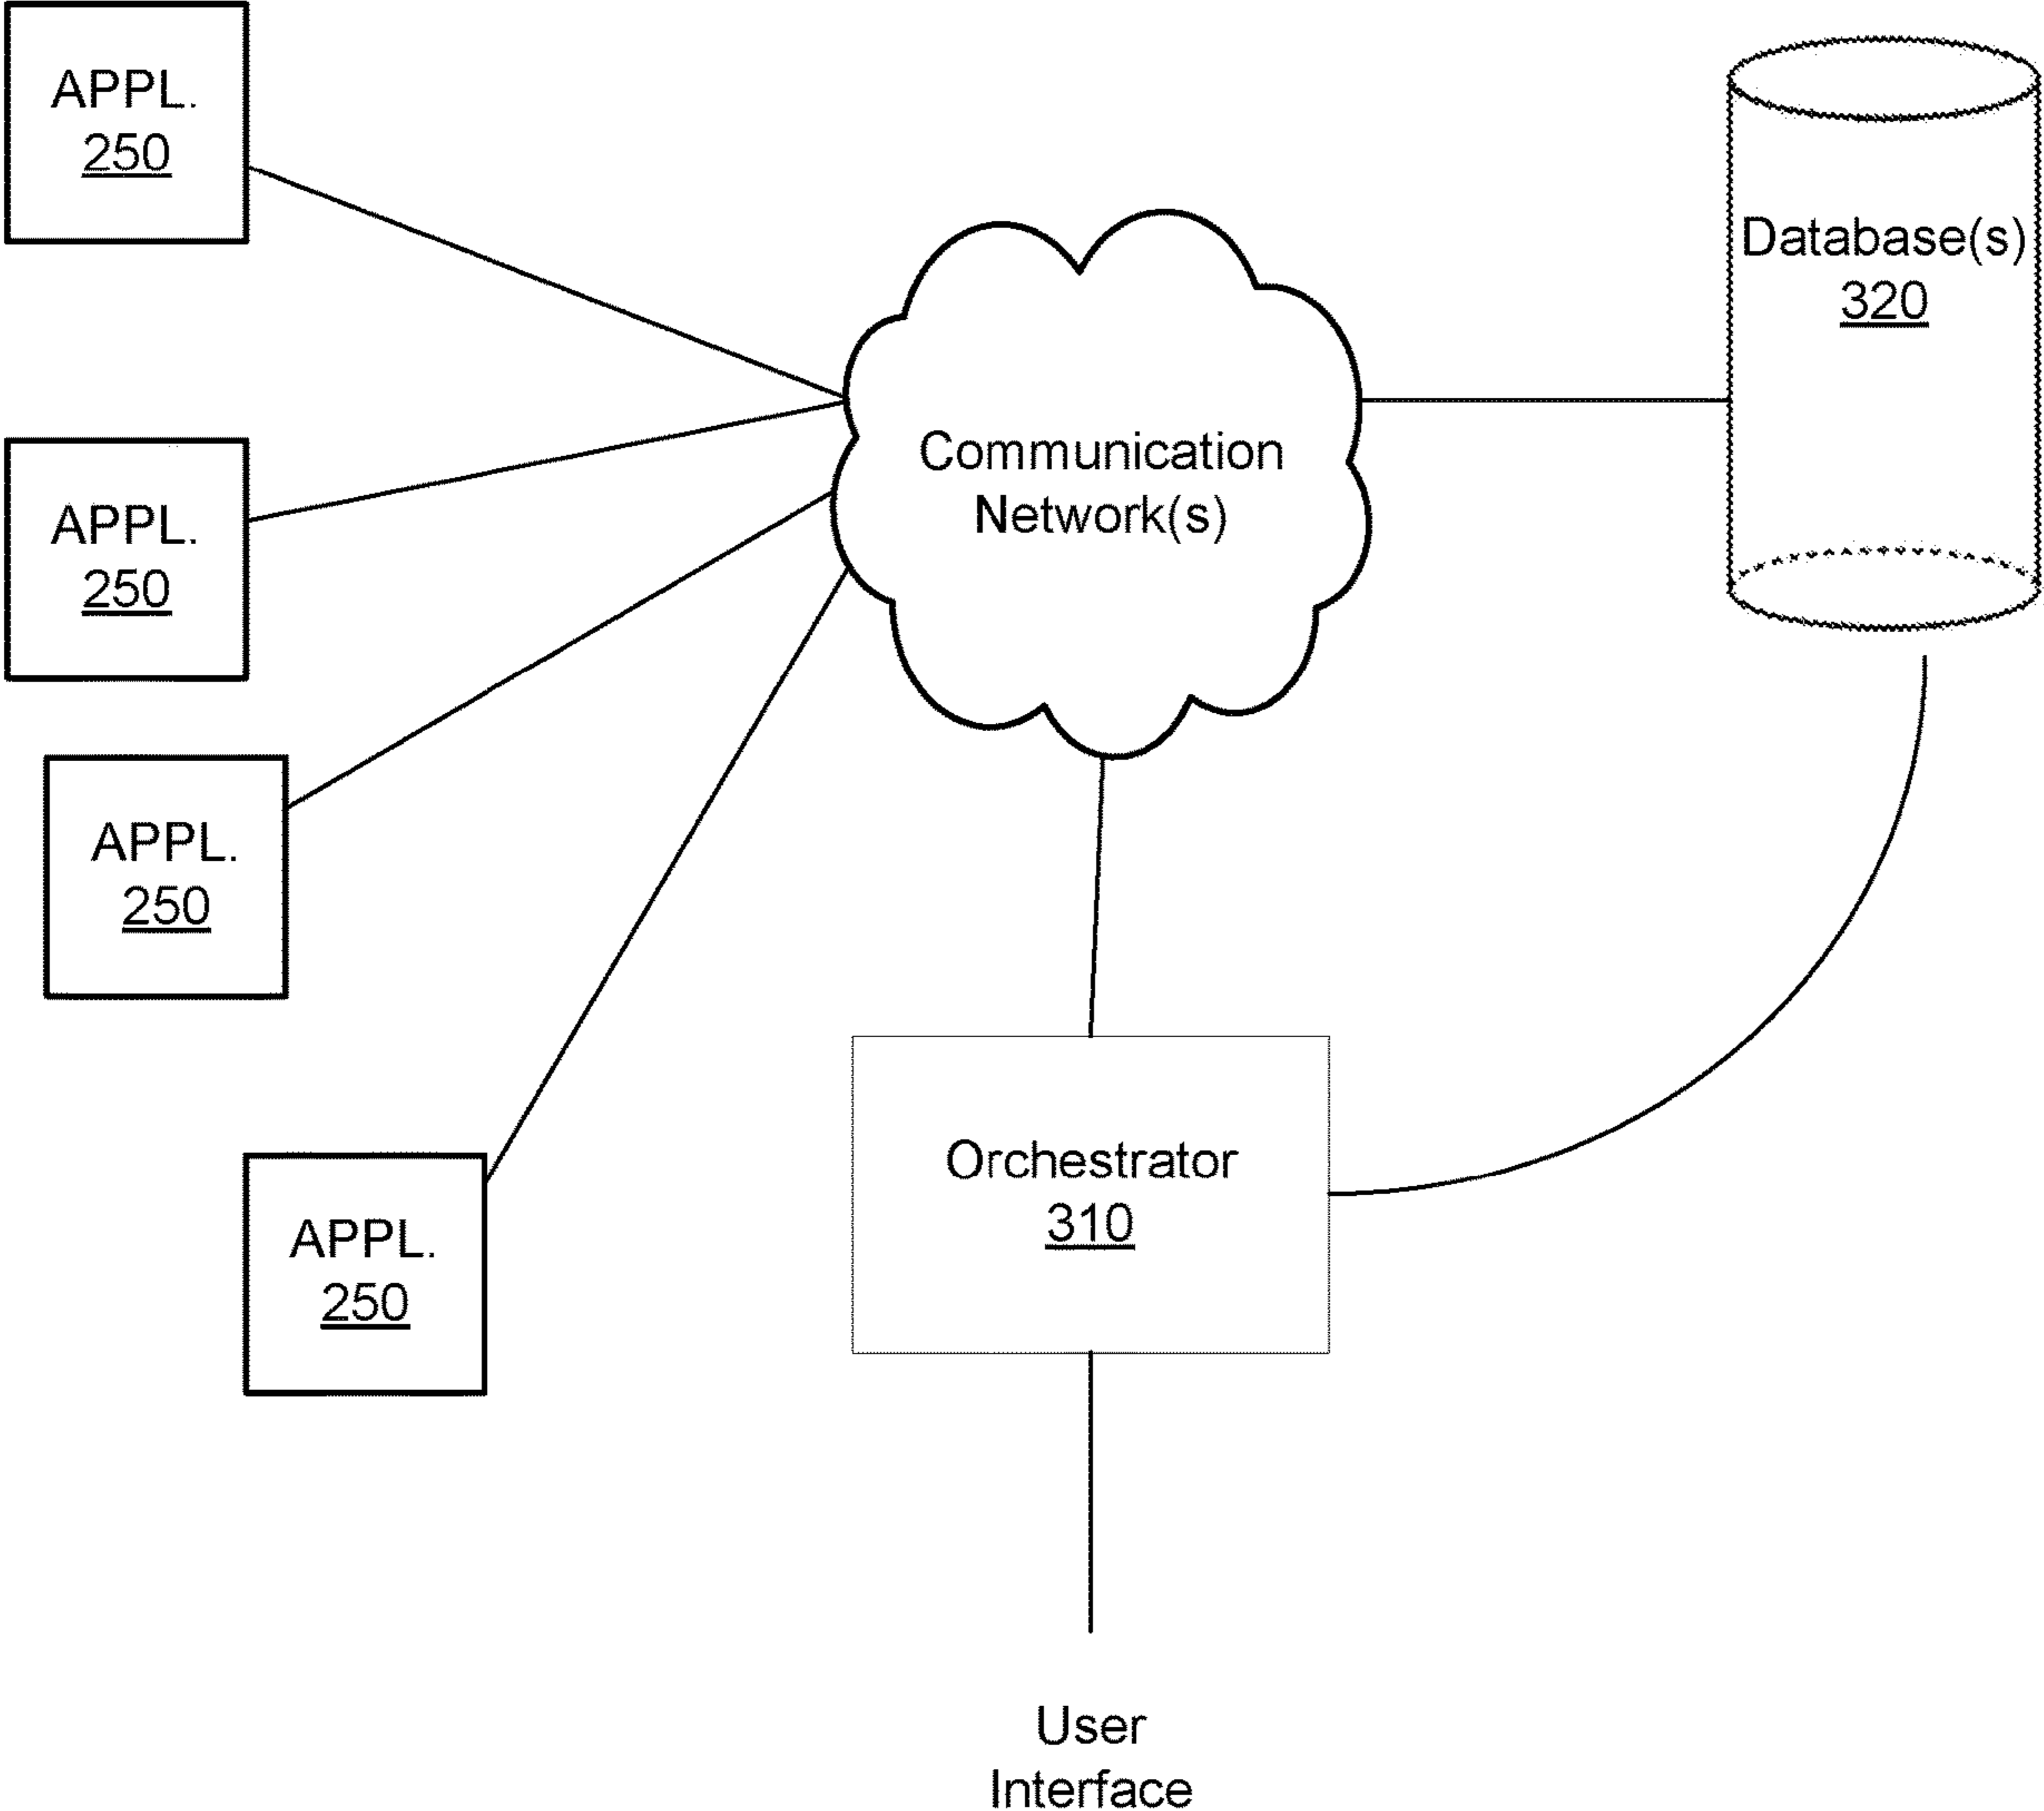 APPL.
250
Database(s)
320
Communication
Network(s)
APPL.
250
APPL.
250
Orchestrator
310
APPL.
250
User
Interface